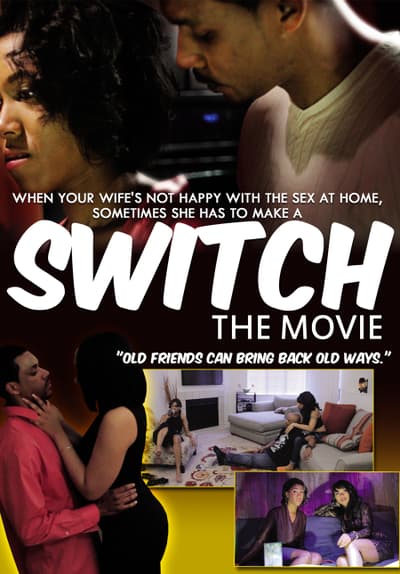 WHEN YOUR WIFE'S NOT HAPPY WITH THE SEX AT HOME,
SOMETIMES SHE HAS TO MAKE A
SWITCH
THE MOVIE
"OLD FRIENDS CAN BRING BACK OLD WAYS."